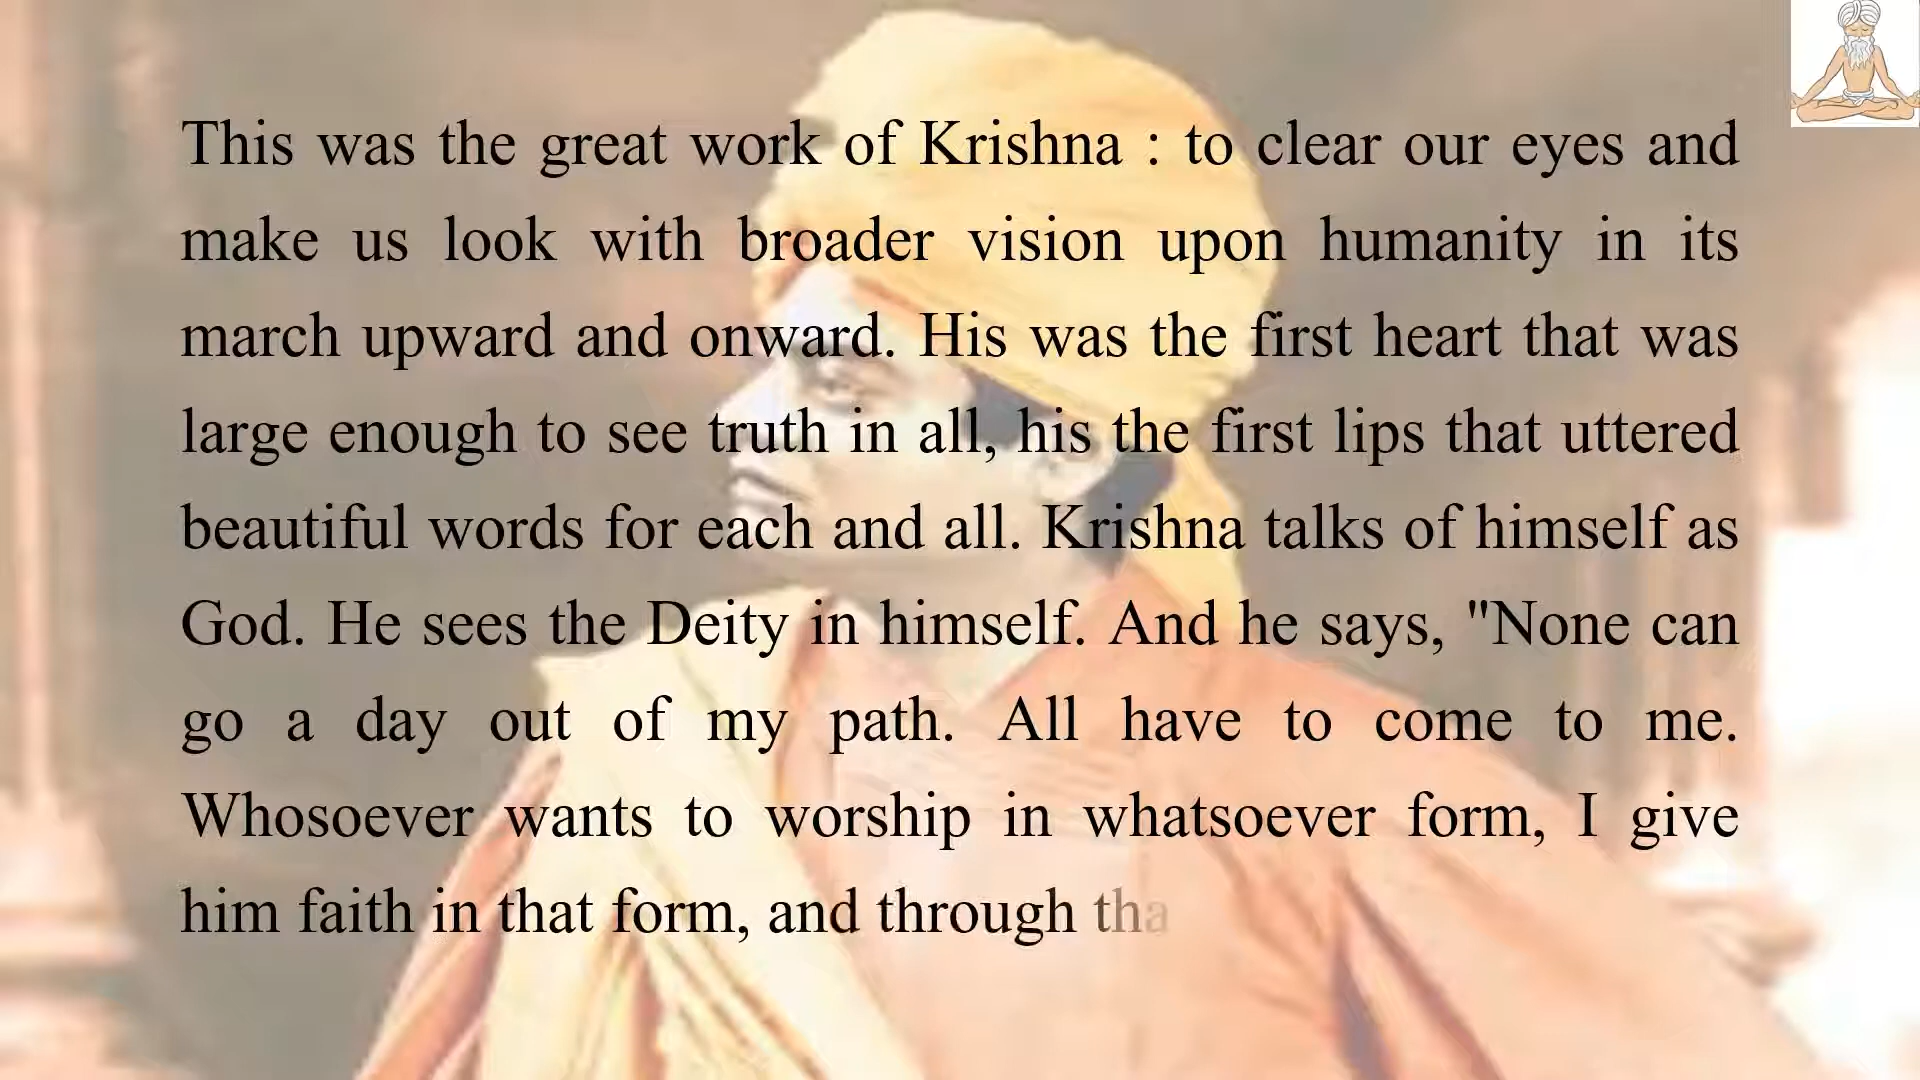 This was the great work of Krishna : to clear our eyes and
make us look with broader vision upon humanity in its
march upward and onward. His was the first heart that was
large enough to see truth in all, his the first lips that uttered
beautiful words for each and all. Krishna talks of himself as
God. He sees the Deity in himself. And he says, "None can
go a day out of my path. All have to come to me.
Whosoever wants to worship in whatsoever form, I give
him faith in that form, and through tha